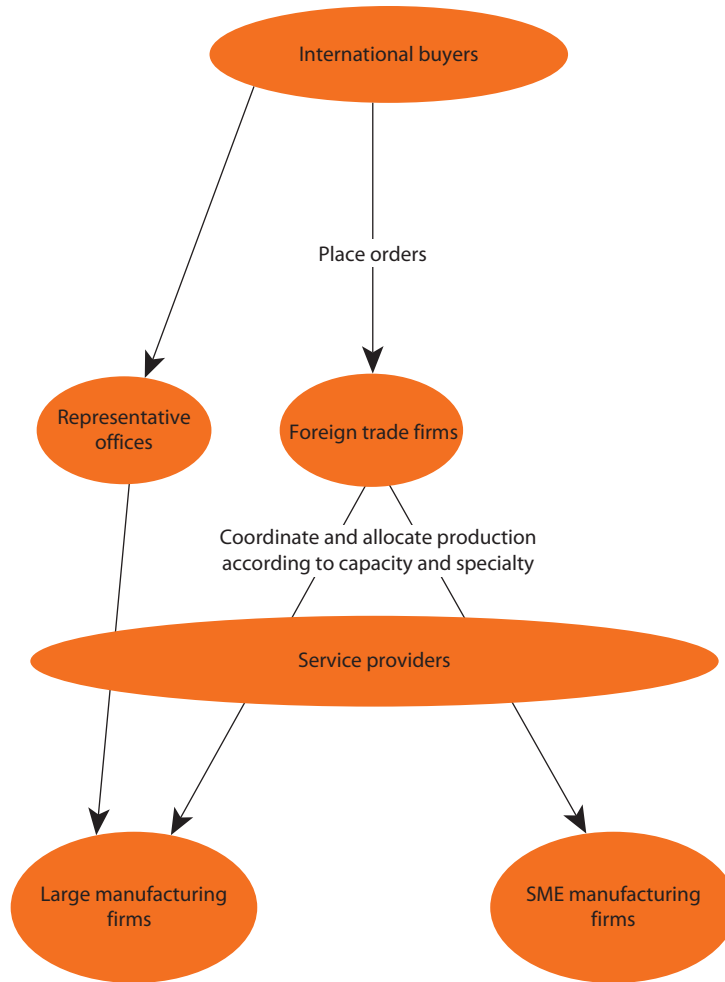 International buyers
Place orders
Representative
offices
Foreign trade firms
Coordinate and allocate production
according to capacity and specialty
Service providers
Large manufacturing
firms
SME manufacturing
firms